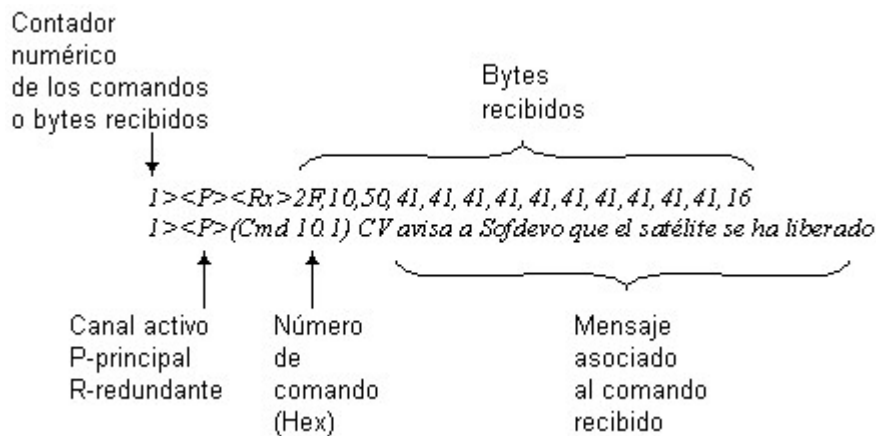 Contador
numérico
de los comandos
o bytes recibidos
Bytes
recibidos
1><P><Rx>2F,10,50,41,41,41,41,41,41,41,41,41,41,16
1><P>(Cmd 10.1) CV avisa a Sofdevo que el satélite se ha liberado
Canal activo
P-principal
R-redundante
Número
de
comando
(Hex)
Mensaje
asociado
al comando
recibido